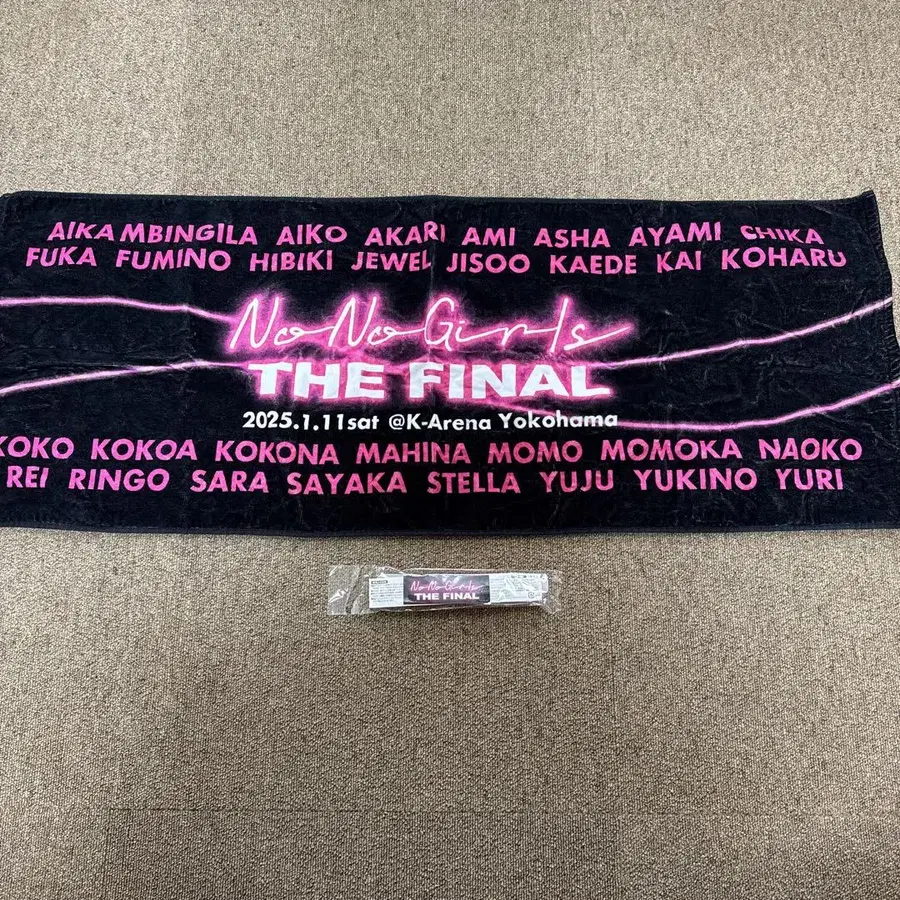 AIKA MBINGILA AIKO AKARI AMI ASHA AYAMI CHIKA
FUKA FUMINO HIBIKI JEWEL JISOO KAEDE KAI KOHARU
No No Girls
THE FINAL
2025.1.11sat @K-Arena Yokohama
KOKO KOKOA KOKONA MAHINA MOMO MOMOKA NAOKO
REI RINGO SARA SAYAKA STELLA YUJU YUKINO YURI
No No Girls
THE FINAL